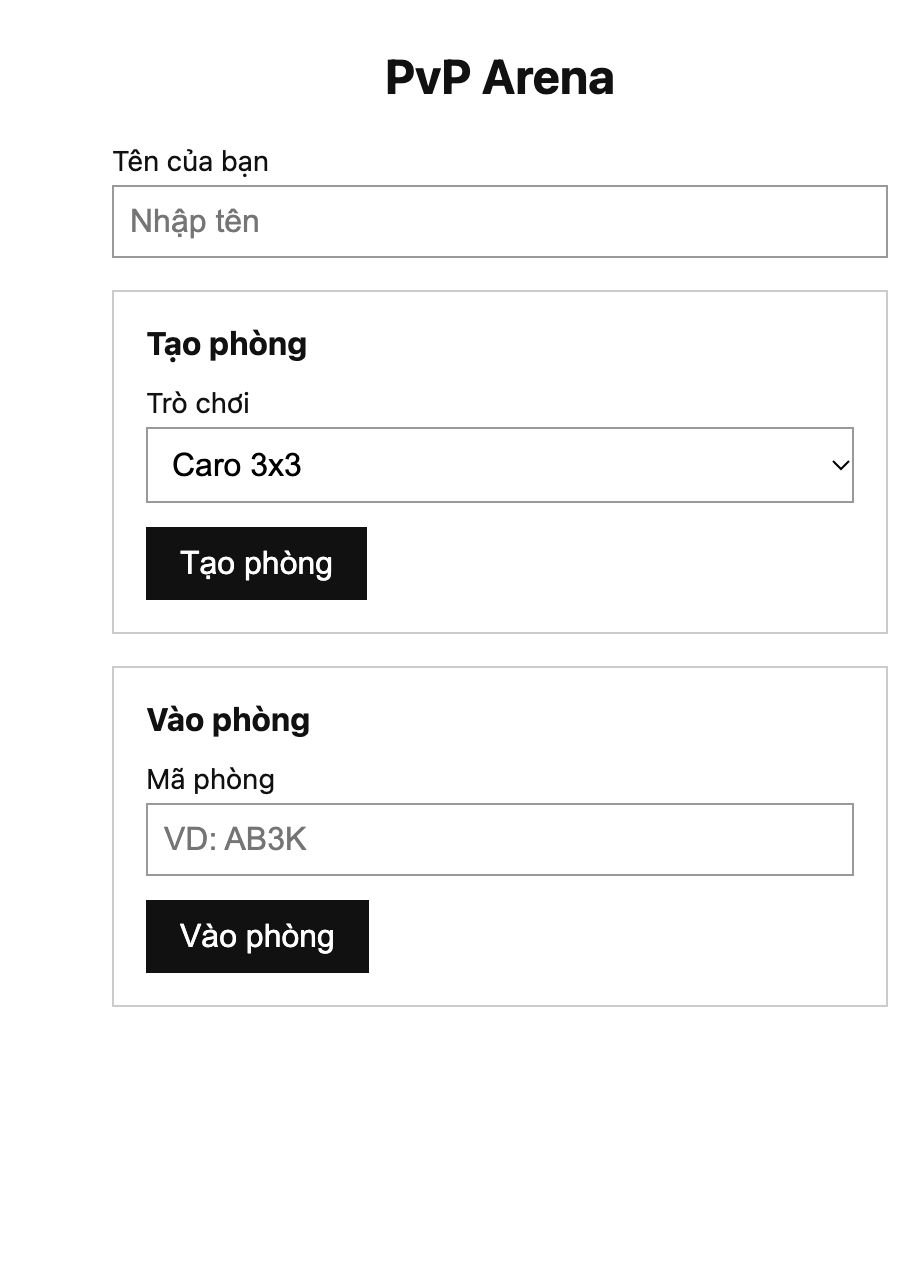 PvP Arena
Tên của bạn
Nhập tên
Tạo phòng
Trò chơi
Caro 3x3
Tạo phòng
Vào phòng
Mã phòng
VD: AB3K
Vào phòng